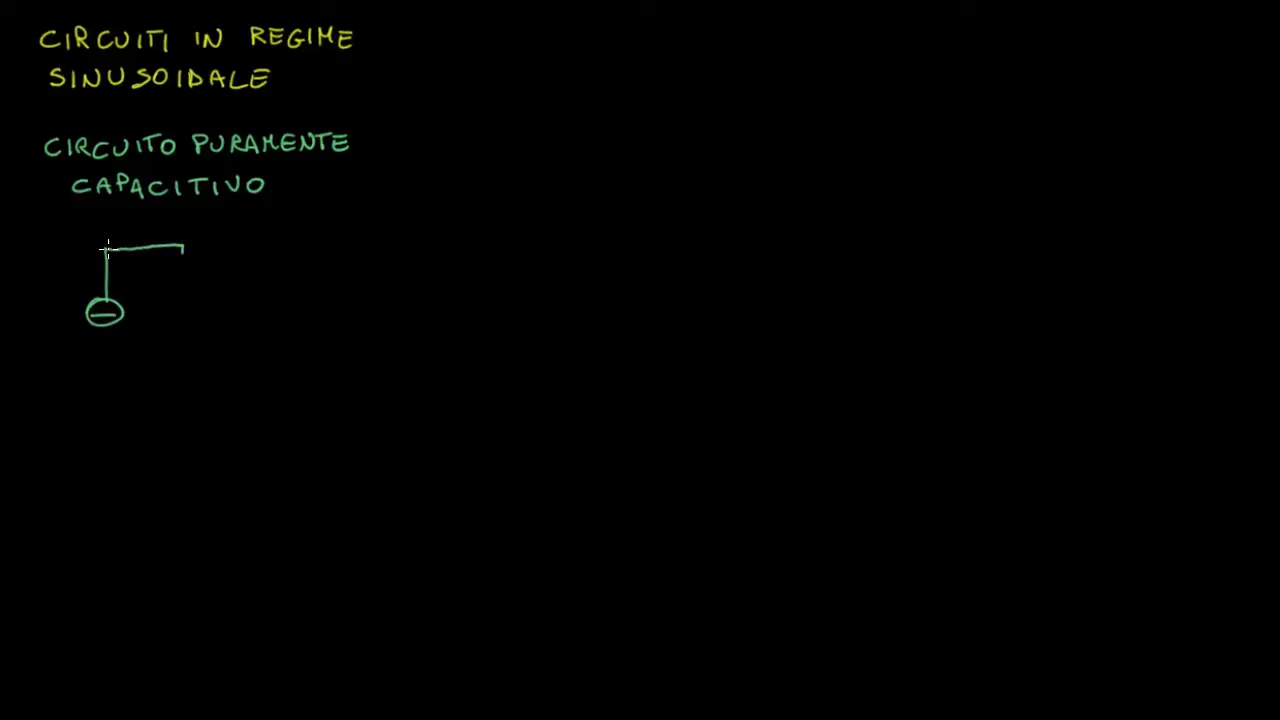 CIRCUITI IN REGIME
SINUSOIDALE
CIRCUITO PURAMENTE
CAPACITIVO